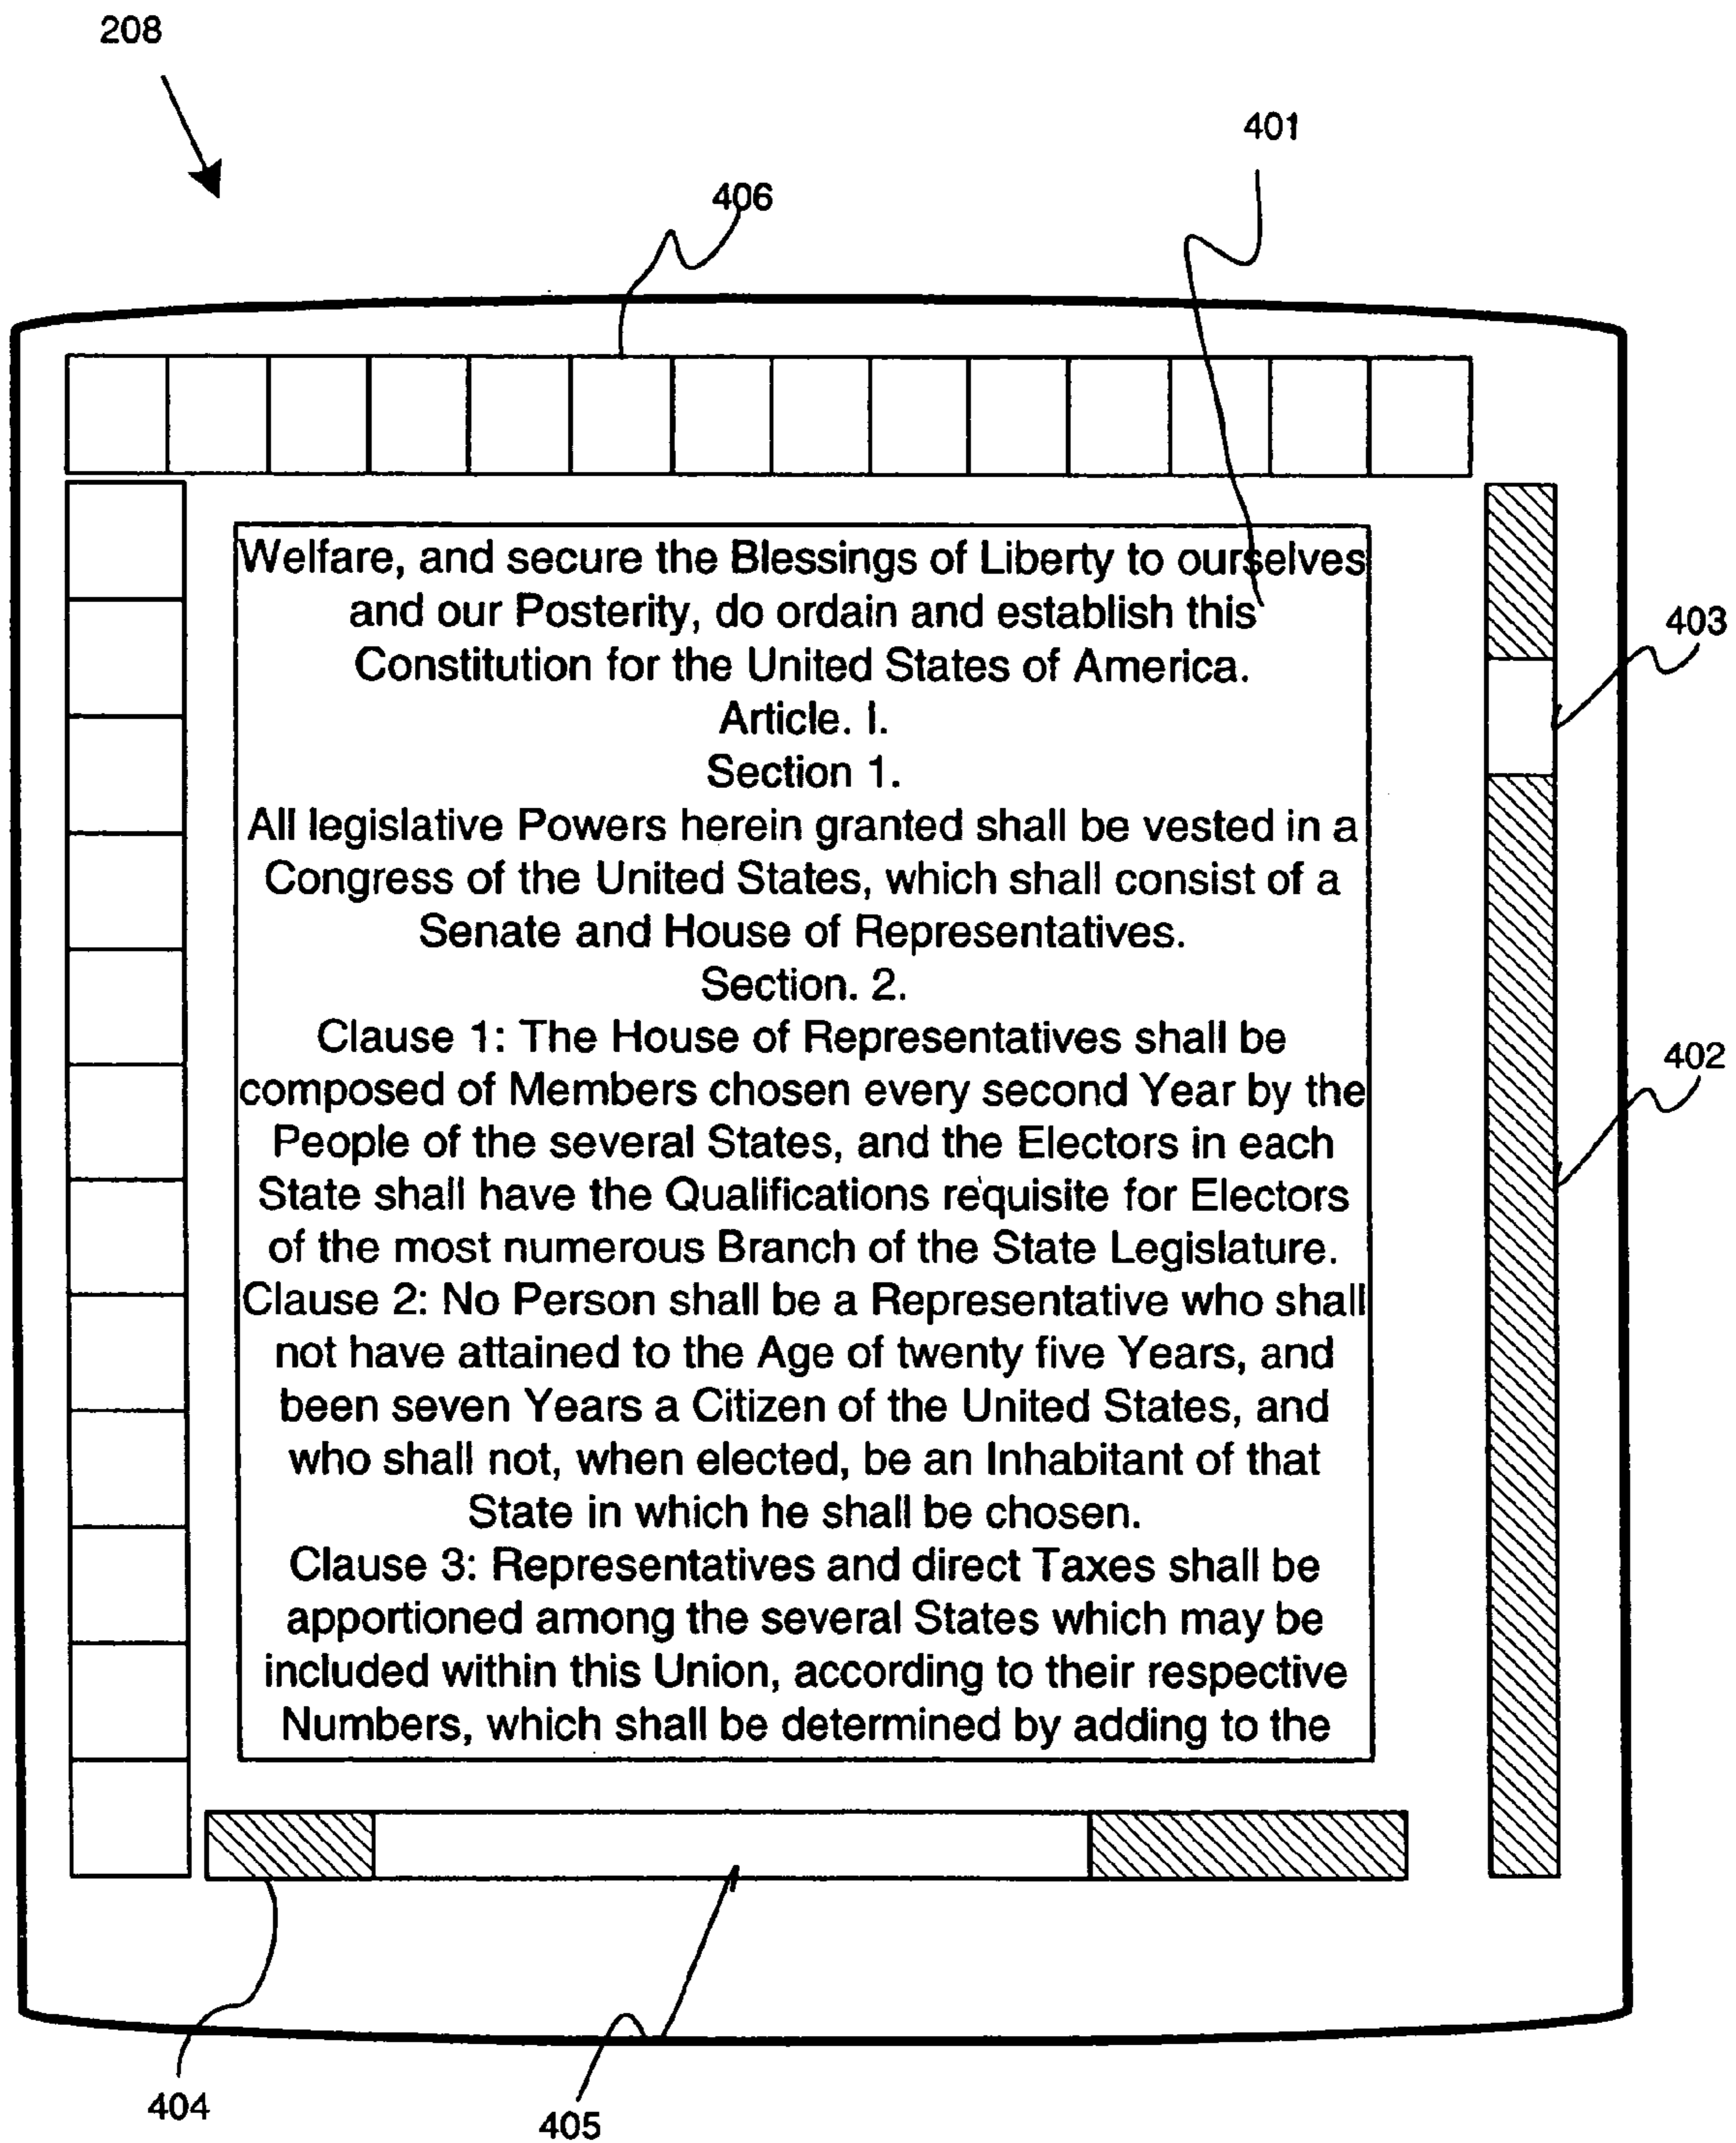 208
401
406
Welfare, and secure the Blessings of Liberty to ourselves
and our Posterity, do ordain and establish this
Constitution for the United States of America.
403
Article. I.
Section 1.
All legislative Powers herein granted shall be vested in a
Congress of the United States, which shall consist of a
Senate and House of Representatives.
Section. 2.
Clause 1: The House of Representatives shall be
402
composed of Members chosen every second Year by the
People of the several States, and the Electors in each
State shall have the Qualifications requisite for Electors
of the most numerous Branch of the State Legislature.
Clause 2: No Person shall be a Representative who shall
not have attained to the Age of twenty five Years, and
been seven Years a Citizen of the United States, and
who shall not, when elected, be an Inhabitant of that
State in which he shall be chosen.
Clause 3: Representatives and direct Taxes shall be
apportioned among the several States which may be
included within this Union, according to their respective
Numbers, which shall be determined by adding to the
404
405